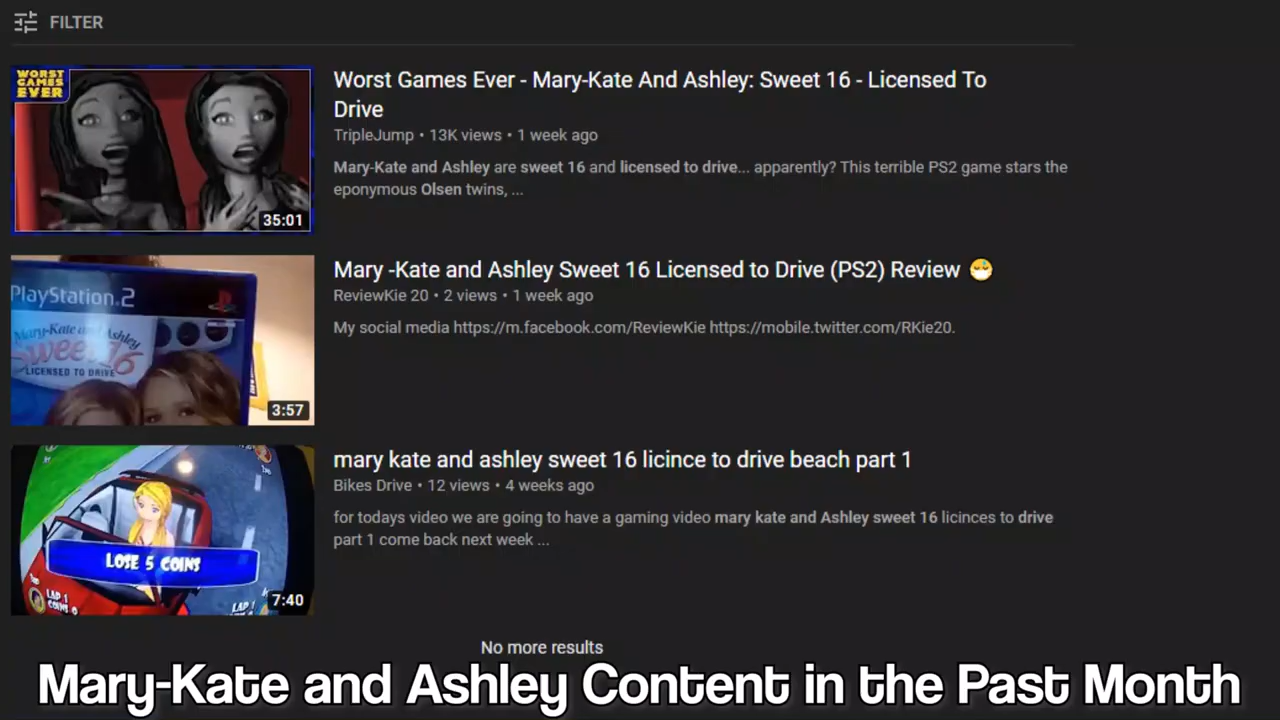 FILTER
WORST
GAMES
EVER
35:01
Worst Games Ever - Mary-Kate And Ashley: Sweet 16 - Licensed To
Drive
TripleJump • 13K views • 1 week ago
Mary-Kate and Ashley are sweet 16 and licensed to drive... apparently? This terrible PS2 game stars the
eponymous Olsen twins, ...
PlayStation.2
Mary-Kate and Ashley
Sweet 16
LICENSED TO DRIVE
3:57
Mary -Kate and Ashley Sweet 16 Licensed to Drive (PS2) Review 😷
ReviewKie 20 • 2 views • 1 week ago
My social media https://m.facebook.com/ReviewKie https://mobile.twitter.com/RKie20.
LOSE 5 COINS
LAP 1
COINS 0
LAP 1
7:40
mary kate and ashley sweet 16 licince to drive beach part 1
Bikes Drive • 12 views • 4 weeks ago
for todays video we are going to have a gaming video mary kate and Ashley sweet 16 licinces to drive
part 1 come back next week ...
No more results
Mary-Kate and Ashley Content in the Past Month